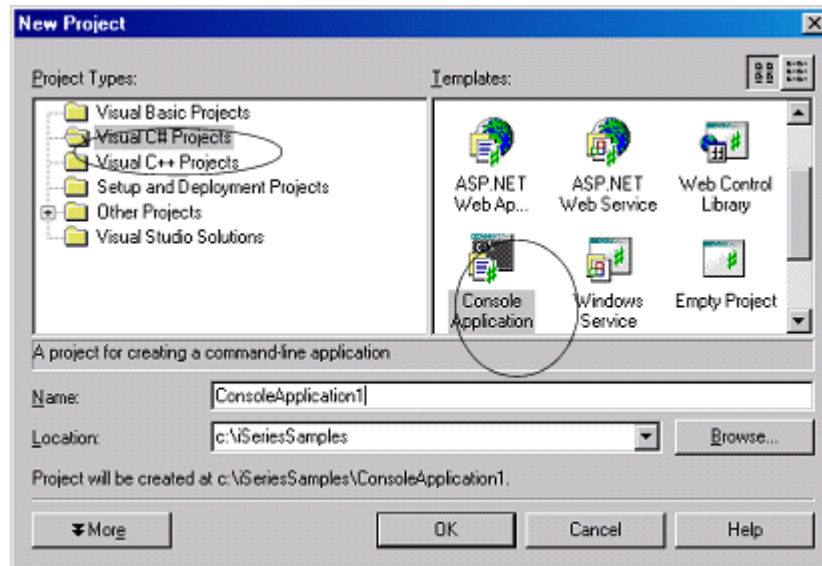 New Project
Project Types:
Templates:
Visual Basic Projects
Visual C# Projects
Visual C++ Projects
Setup and Deployment Projects
Other Projects
Visual Studio Solutions
ASP.NET Web Ap...
ASP.NET Web Service
Web Control Library
Console Application
Windows Service
Empty Project
A project for creating a command-line application
Name:
ConsoleApplication1
Location:
c:\iSeriesSamples
Browse...
Project will be created at c:\iSeriesSamples\ConsoleApplication1.
More
OK
Cancel
Help